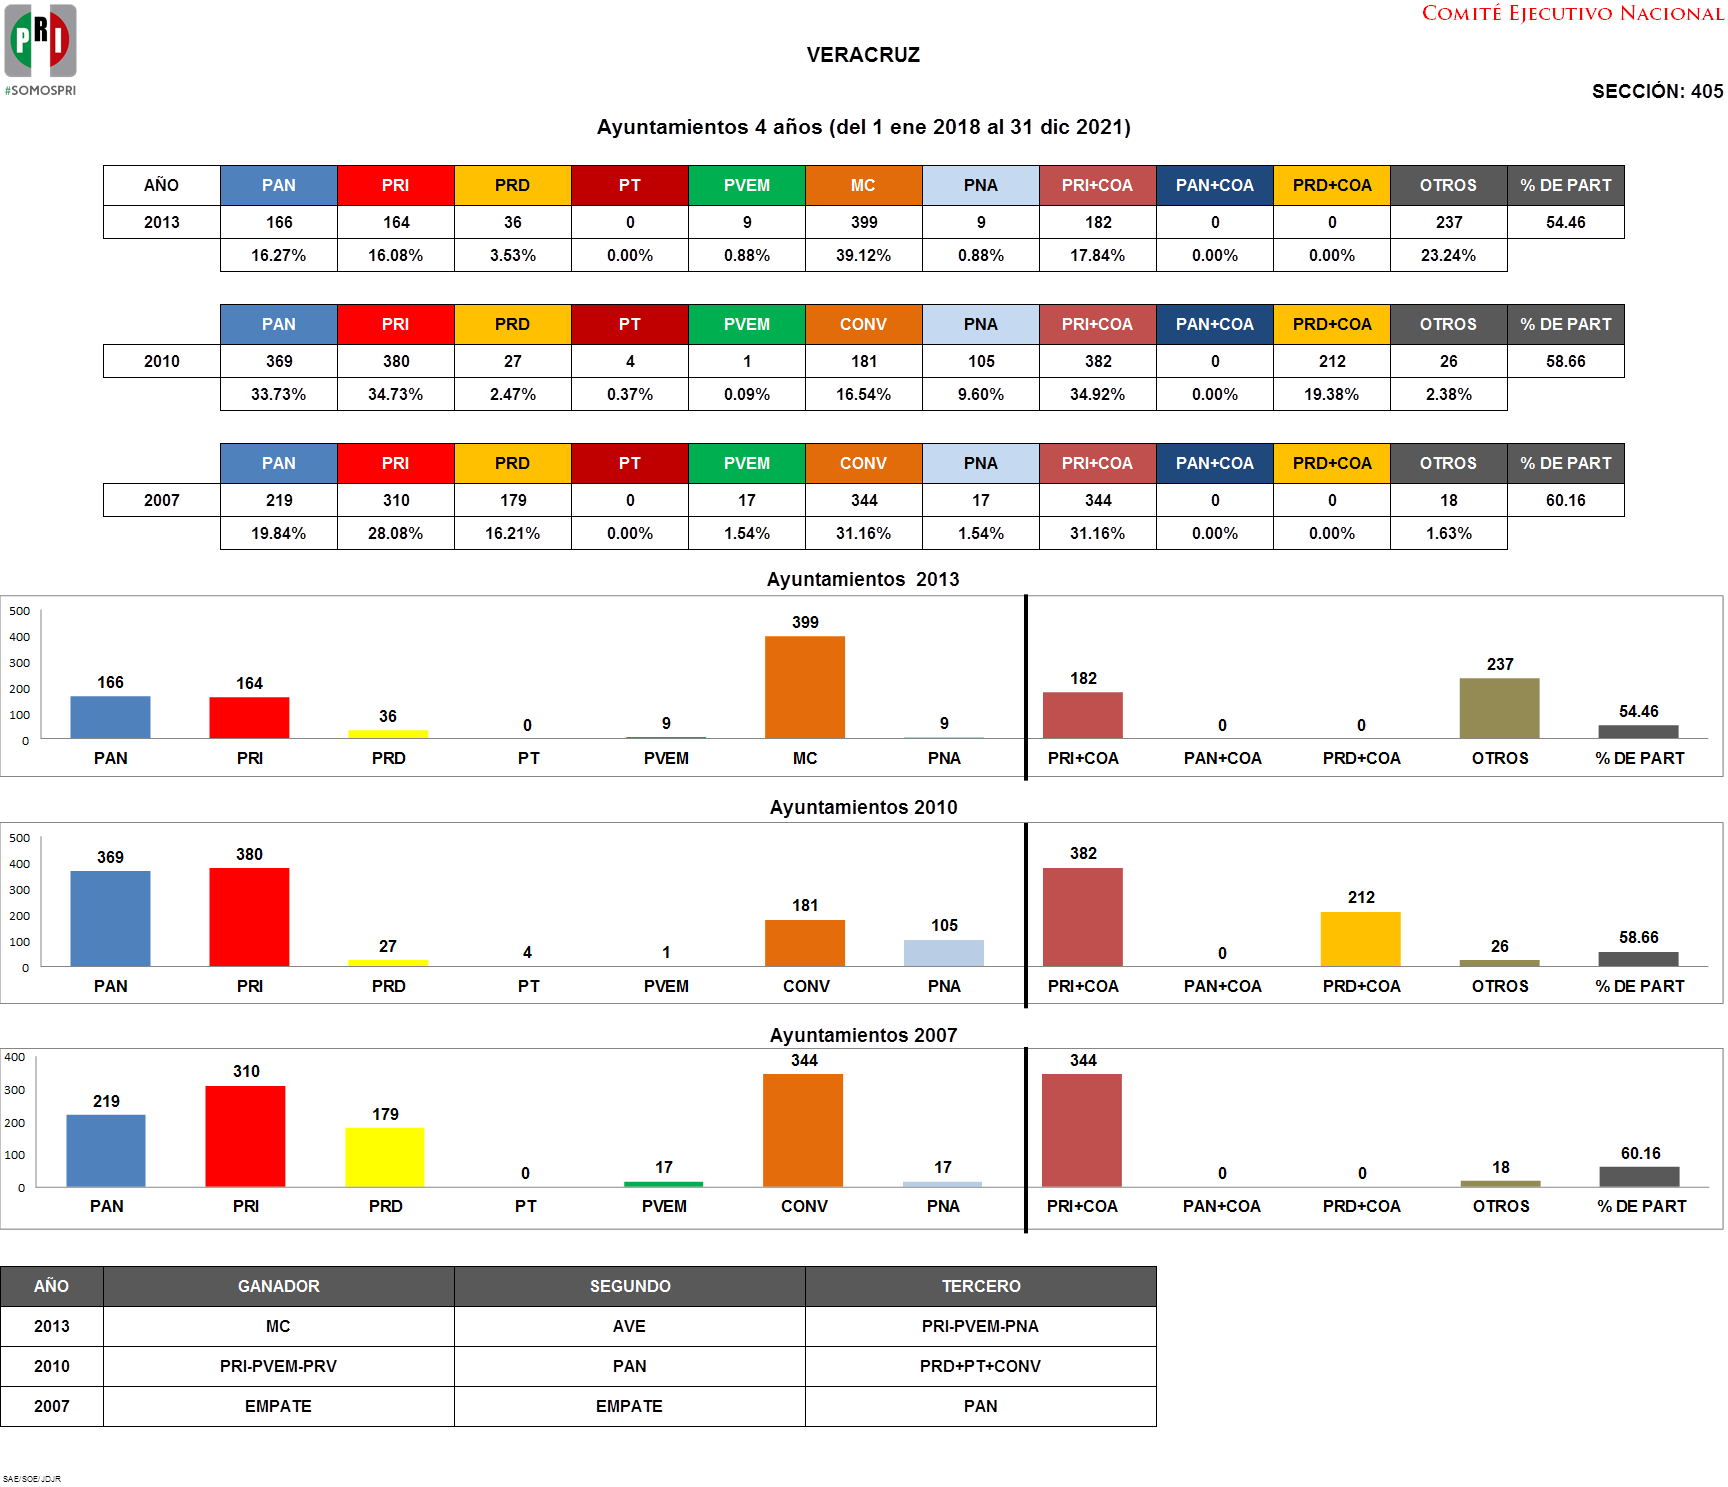 PRI
COMITÉ EJECUTIVO NACIONAL
VERACRUZ
#SOMOSPRI
SECCIÓN: 405
Ayuntamientos 4 años (del 1 ene 2018 al 31 dic 2021)
AÑO PAN PRI PRD PT PVEM MC PNA PRI+COA PAN+COA PRD+COA OTROS % DE PART
2013 166 164 36 0 9 399 9 182 0 0 237 54.46
16.27% 16.08% 3.53% 0.00% 0.88% 39.12% 0.88% 17.84% 0.00% 0.00% 23.24%
PAN PRI PRD PT PVEM CONV PNA PRI+COA PAN+COA PRD+COA OTROS % DE PART
2010 369 380 27 4 1 181 105 382 0 212 26 58.66
33.73% 34.73% 2.47% 0.37% 0.09% 16.54% 9.60% 34.92% 0.00% 19.38% 2.38%
PAN PRI PRD PT PVEM CONV PNA PRI+COA PAN+COA PRD+COA OTROS % DE PART
2007 219 310 179 0 17 344 17 344 0 0 18 60.16
19.84% 28.08% 16.21% 0.00% 1.54% 31.16% 1.54% 31.16% 0.00% 0.00% 1.63%
Ayuntamientos 2013
500
400
300
200
100
0
166 164 36 0 9 399 9 182 0 0 237 54.46
PAN PRI PRD PT PVEM MC PNA PRI+COA PAN+COA PRD+COA OTROS % DE PART
Ayuntamientos 2010
500
400
300
200
100
0
369 380 27 4 1 181 105 382 0 212 26 58.66
PAN PRI PRD PT PVEM CONV PNA PRI+COA PAN+COA PRD+COA OTROS % DE PART
Ayuntamientos 2007
400
300
200
100
0
219 310 179 0 17 344 17 344 0 0 18 60.16
PAN PRI PRD PT PVEM CONV PNA PRI+COA PAN+COA PRD+COA OTROS % DE PART
AÑO GANADOR SEGUNDO TERCERO
2013 MC AVE PRI-PVEM-PNA
2010 PRI-PVEM-PRV PAN PRD+PT+CONV
2007 EMPATE EMPATE PAN
SAE/SOE/JDJR